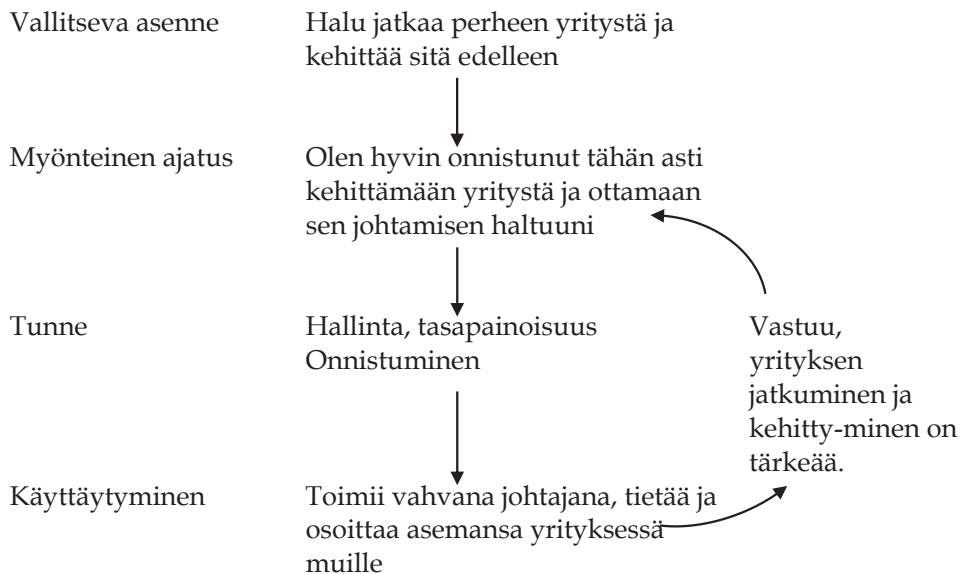 Vallitseva asenne
Halu jatkaa perheen yritystä ja
kehittää sitä edelleen
Myönteinen ajatus
Olen hyvin onnistunut tähän asti
kehittämään yritystä ja ottamaan
sen johtamisen haltuuni
Tunne
Hallinta, tasapainoisuus
Onnistuminen
Vastuu,
yrityksen
jatkuminen ja
kehitty-minen on
tärkeää.
Käyttäytyminen
Toimii vahvana johtajana, tietää ja
osoittaa asemansa yrityksessä
muille